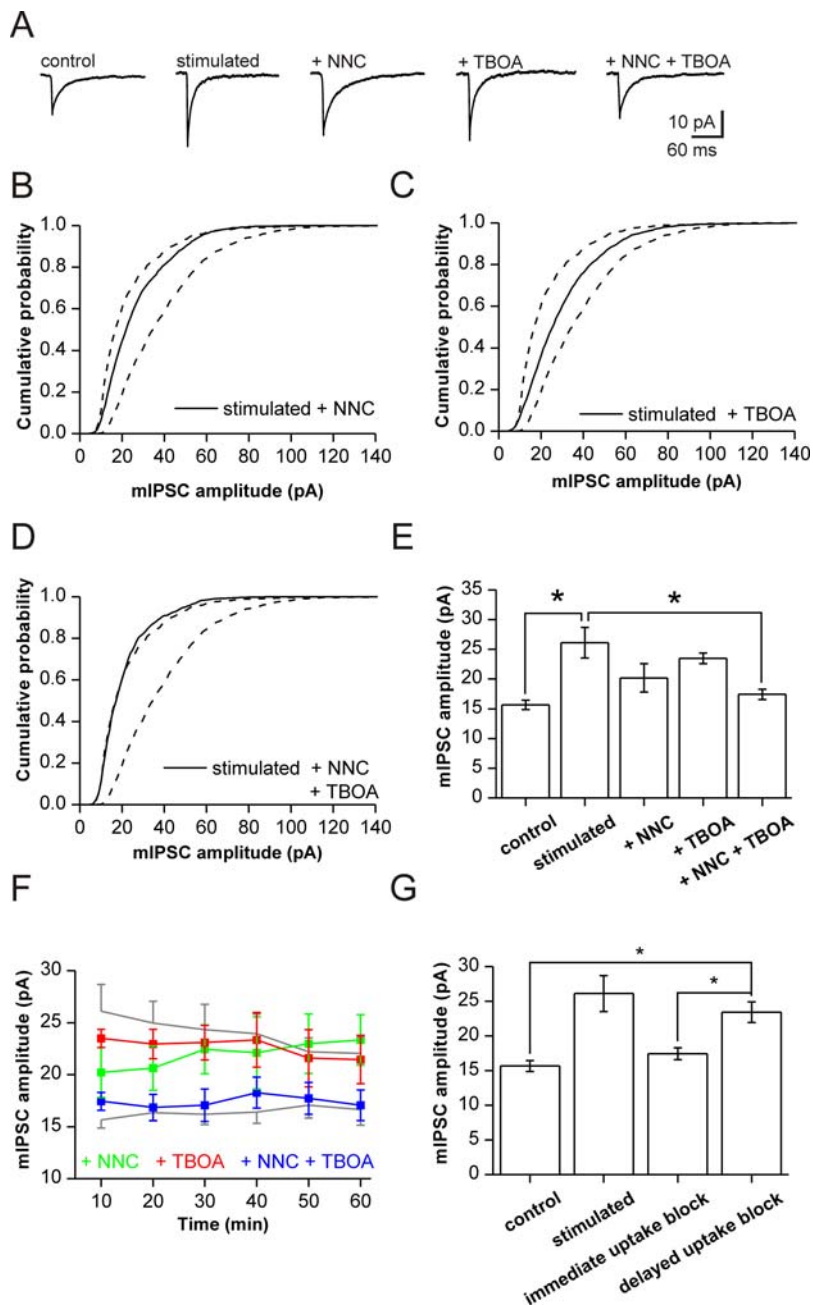 A
control stimulated + NNC + TBOA + NNC + TBOA
10 pA
60 ms
B
Cumulative probability
1.0
0.8
0.6
0.4
0.2
0.0
stimulated + NNC
0 20 40 60 80 100 120 140
mIPSC amplitude (pA)
C
Cumulative probability
1.0
0.8
0.6
0.4
0.2
0.0
stimulated + TBOA
0 20 40 60 80 100 120 140
mIPSC amplitude (pA)
D
Cumulative probability
1.0
0.8
0.6
0.4
0.2
0.0
stimulated + NNC
+ TBOA
0 20 40 60 80 100 120 140
mIPSC amplitude (pA)
E
mIPSC amplitude (pA)
35
30
25
20
15
10
5
0
* *
control
stimulated
+ NNC
+ TBOA
+ NNC + TBOA
F
mIPSC amplitude (pA)
30
25
20
15
10
+ NNC + TBOA + NNC + TBOA
10 20 30 40 50 60
Time (min)
G
mIPSC amplitude (pA)
30
25
20
15
10
5
0
*
*
control
stimulated
immediate uptake block
delayed uptake block